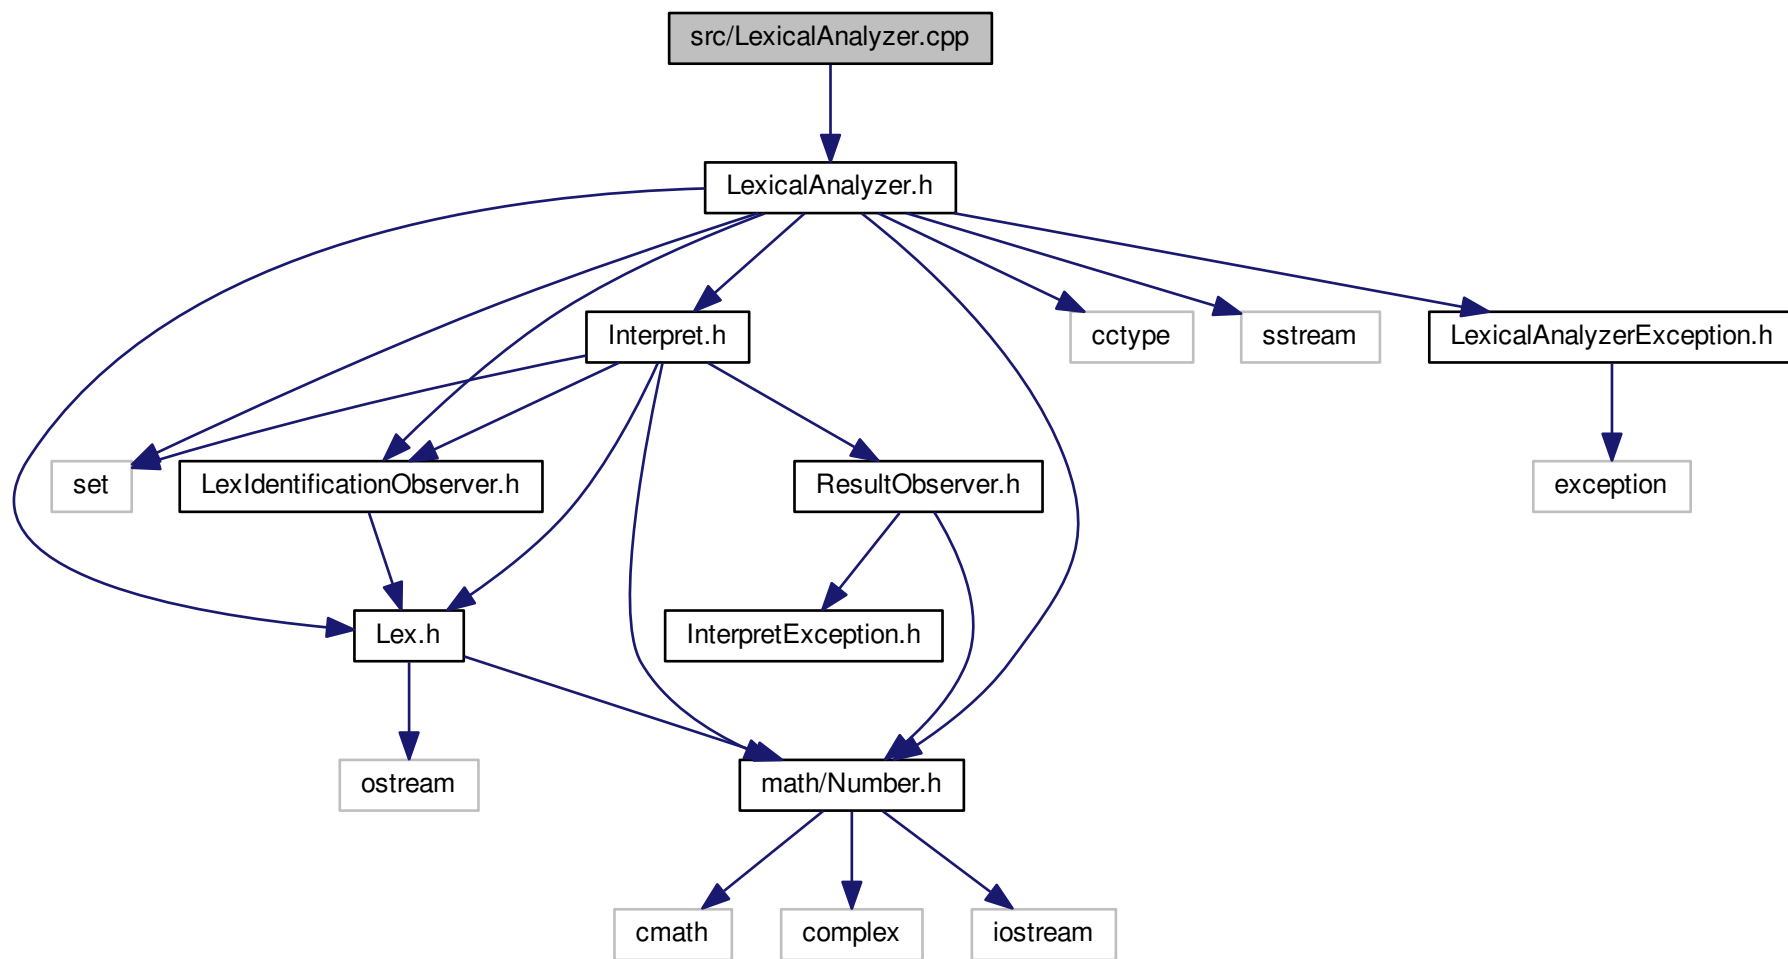 src/LexicalAnalyzer.cpp
LexicalAnalyzer.h
Interpret.h
cctype
sstream
LexicalAnalyzerException.h
set
LexIdentificationObserver.h
ResultObserver.h
exception
Lex.h
InterpretException.h
ostream
math/Number.h
cmath
complex
iostream